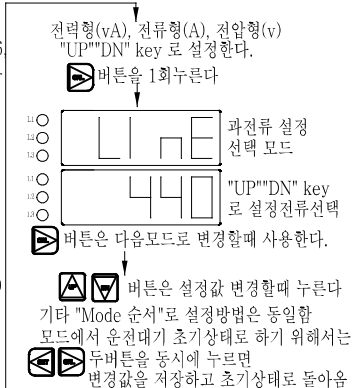 전력형(vA), 전류형(A), 전압형(v)
"UP""DN" key 로 설정한다.
버튼을 1회누른다
L1
L2
L3
LInE
과전류 설정
선택 모드
L1
L2
L3
440
"UP""DN" key
로 설정전류선택
버튼은 다음모드로 변경할때 사용한다.
버튼은 설정값 변경할때 누른다
기타 "Mode 순서"로 설정방법은 동일함
모드에서 운전대기 초기상태로 하기 위해서는
두버튼을 동시에 누르면
변경값을 저장하고 초기상태로 돌아옴